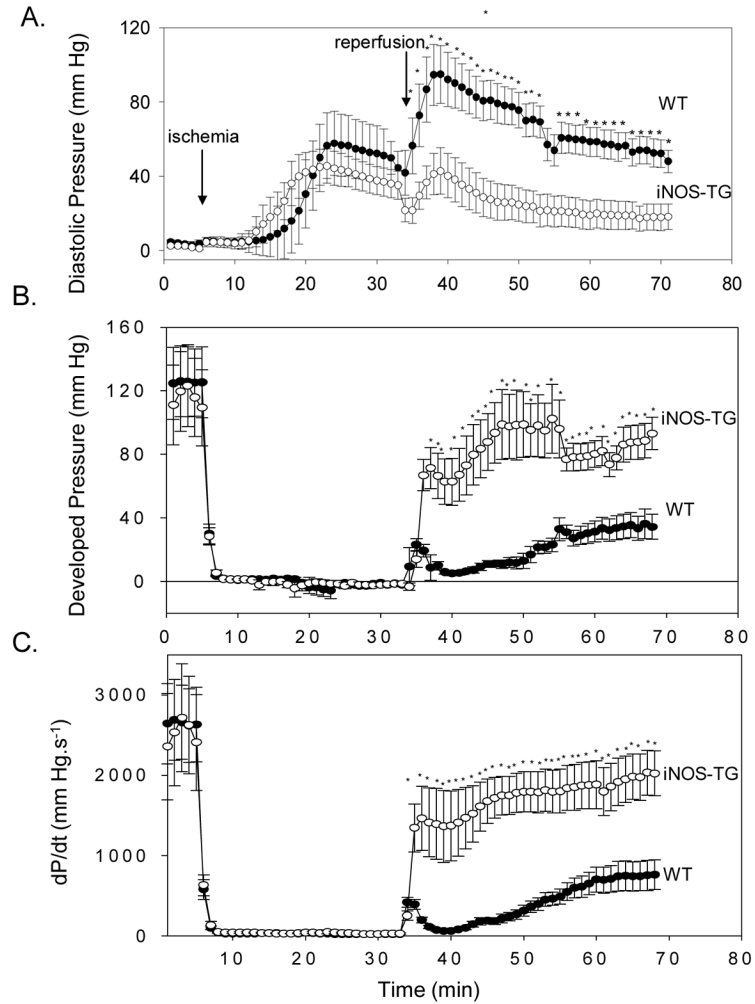 A.
Diastolic Pressure (mm Hg)
120
80
40
0
ischemia
reperfusion
WT
iNOS-TG
0 10 20 30 40 50 60 70 80
B.
Developed Pressure (mm Hg)
160
120
80
40
0
iNOS-TG
WT
0 10 20 30 40 50 60 70 80
C.
dP/dt (mm Hg.s-1)
3000
2000
1000
0
iNOS-TG
WT
10 20 30 40 50 60 70 80
Time (min)